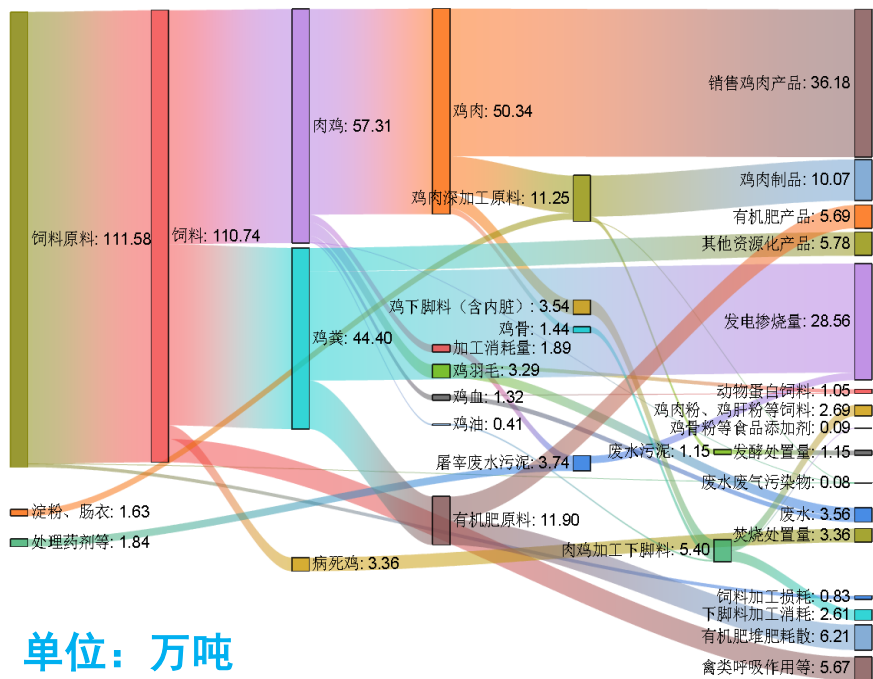 销售鸡肉产品: 36.18
鸡肉: 50.34
肉鸡: 57.31
鸡肉制品: 10.07
鸡肉深加工原料: 11.25
有机肥产品: 5.69
饲料原料: 111.58
饲料: 110.74
其他资源化产品: 5.78
鸡下脚料（含内脏）: 3.54
发电掺烧量: 28.56
鸡骨: 1.44
鸡粪: 44.40
加工消耗量: 1.89
鸡羽毛: 3.29
动物蛋白饲料: 1.05
鸡血: 1.32
鸡肉粉、鸡肝粉等饲料: 2.69
鸡油: 0.41
鸡骨粉等食品添加剂: 0.09
废水污泥: 1.15
发酵处置量: 1.15
屠宰废水污泥: 3.74
废水废气污染物: 0.08
淀粉、肠衣: 1.63
有机肥原料: 11.90
废水: 3.56
焚烧处置量: 3.36
处理药剂等: 1.84
肉鸡加工下脚料: 5.40
病死鸡: 3.36
饲料加工损耗: 0.83
下脚料加工消耗: 2.61
有机肥堆肥耗散: 6.21
单位：万吨
禽类呼吸作用等: 5.67